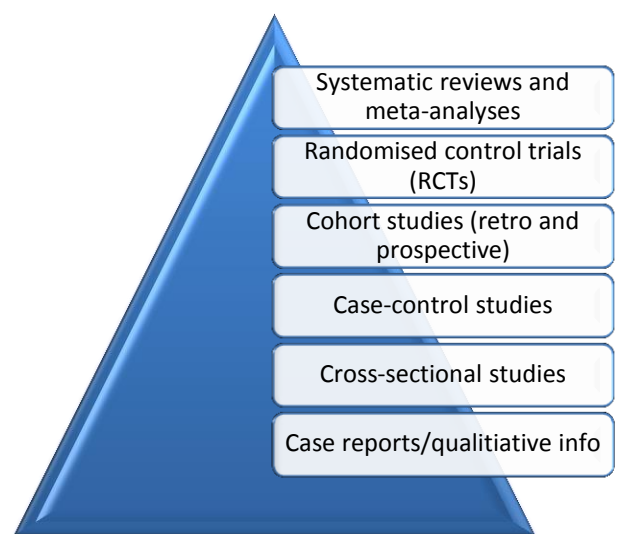 Systematic reviews and
meta-analyses
Randomised control trials
(RCTs)
Cohort studies (retro and
prospective)
Case-control studies
Cross-sectional studies
Case reports/qualitiative info